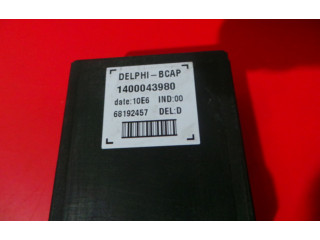 DELPHI-BCAP
1400043980
date:10E6 IND:00
68192457 DEL:D